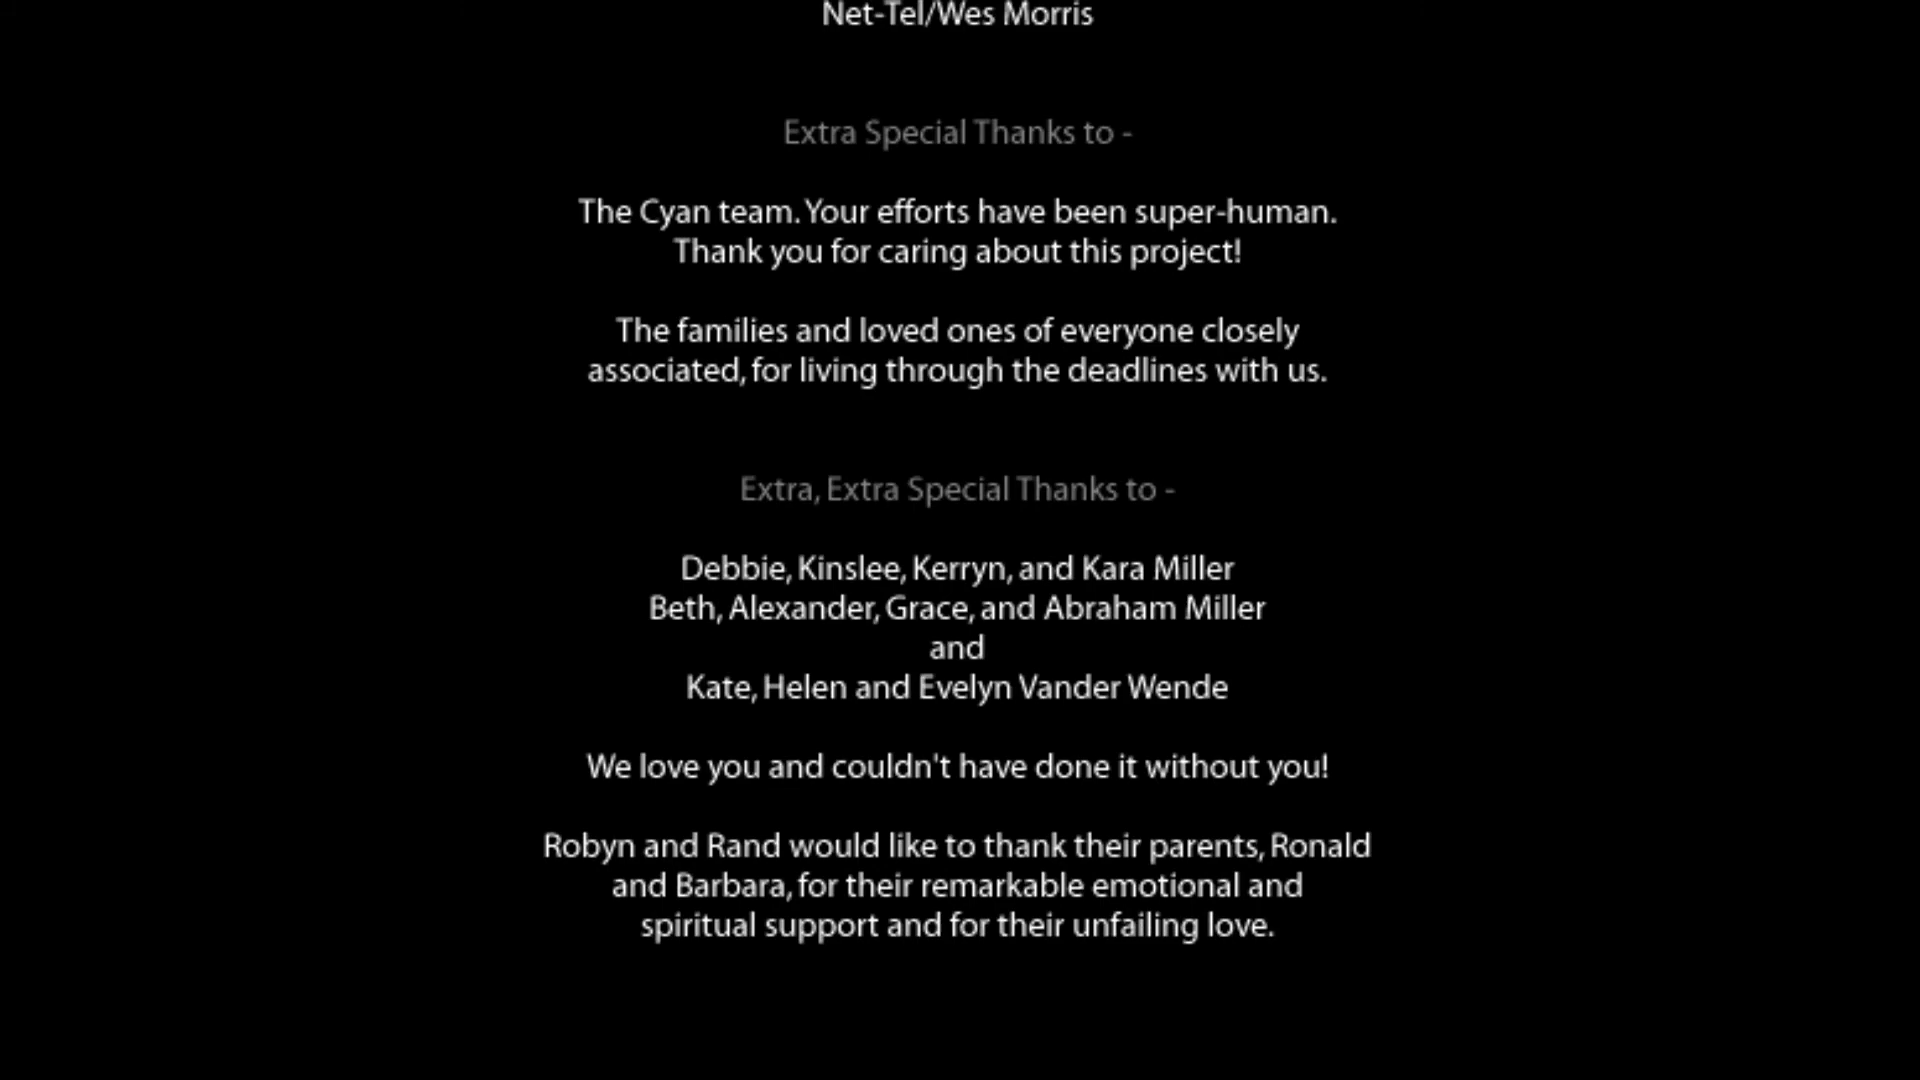 Net-Tel/Wes Morris
Extra Special Thanks to -
The Cyan team. Your efforts have been super-human.
Thank you for caring about this project!
The families and loved ones of everyone closely
associated, for living through the deadlines with us.
Extra, Extra Special Thanks to -
Debbie, Kinslee, Kerryn, and Kara Miller
Beth, Alexander, Grace, and Abraham Miller
and
Kate, Helen and Evelyn Vander Wende
We love you and couldn't have done it without you!
Robyn and Rand would like to thank their parents, Ronald
and Barbara, for their remarkable emotional and
spiritual support and for their unfailing love.